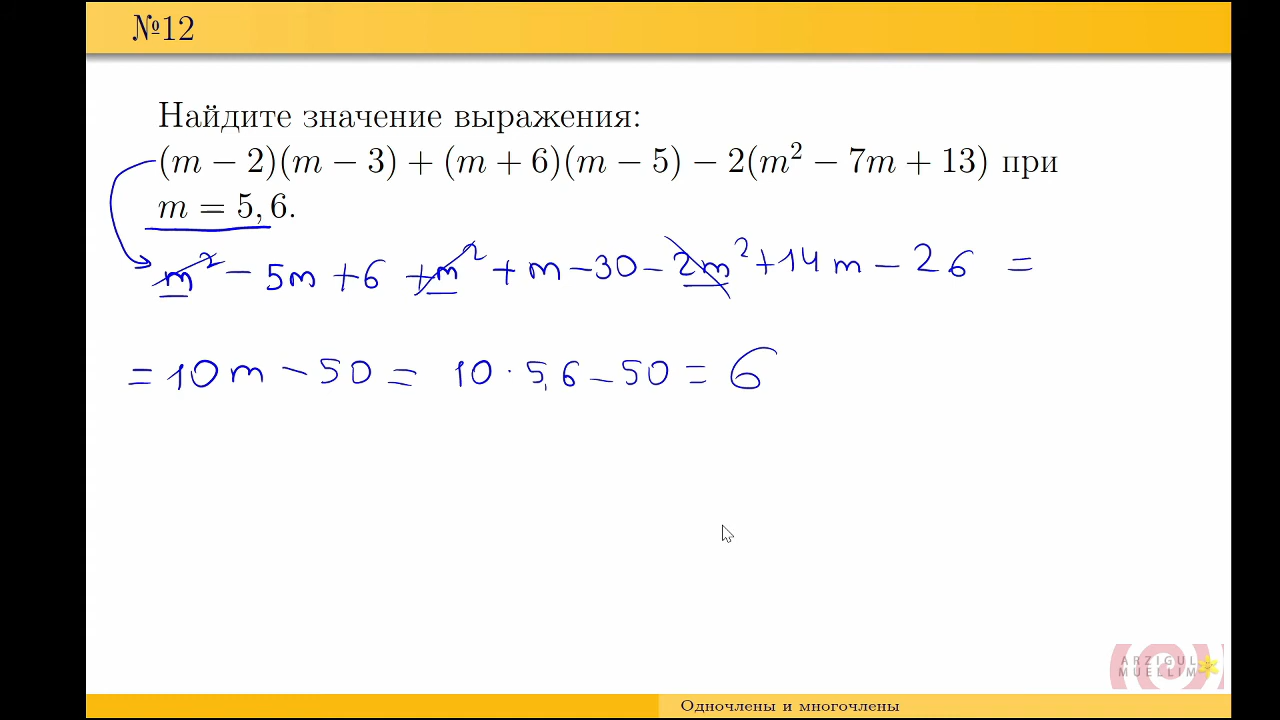 №12
Найдите значение выражения:
(m − 2)(m − 3) + (m + 6)(m − 5) − 2(m² − 7m + 13) при
m = 5, 6.
m² − 5m + 6 + m² + m − 30 − 2m² + 14m − 26 =
= 10m − 50 = 10 · 5,6 − 50 = 6
ARZIGUL
MUELLIM
Одночлены и многочлены